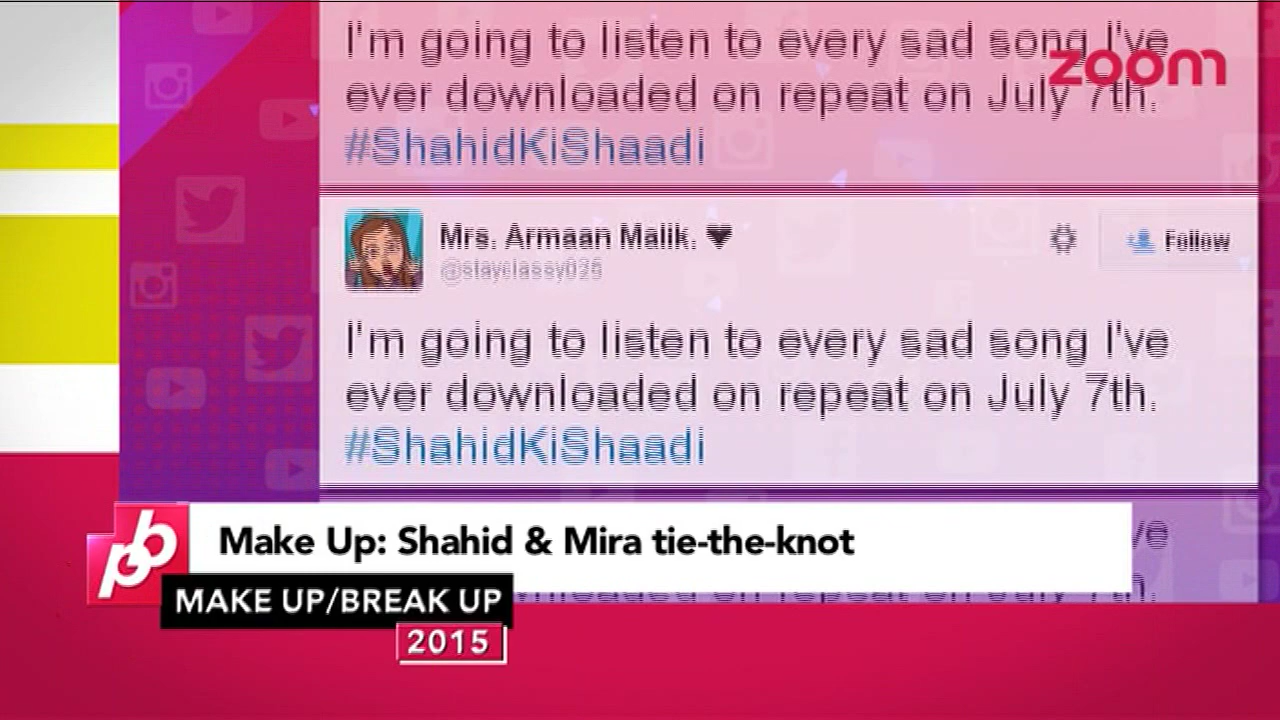 I'm going to listen to every sad song I've
ever downloaded on repeat on July 7th.
#ShahidKiShaadi
zoom
Mrs. Armaan Malik. ♥
Follow
I'm going to listen to every sad song I've
ever downloaded on repeat on July 7th.
#ShahidKiShaadi
Make Up: Shahid & Mira tie-the-knot
MAKE UP/BREAK UP
2015